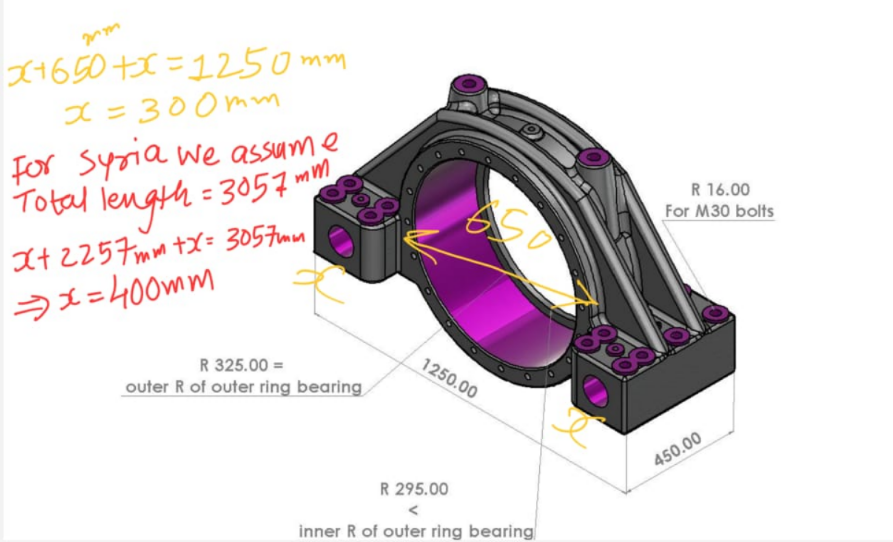 mm
x+650+x=1250mm
x=300mm
For Syria we assume
Total length=3057mm
x+2257mm+x=3057mm
⇒x=400mm
650
x
x
R 16.00
For M30 bolts
R 325.00 =
outer R of outer ring bearing
1250.00
450.00
R 295.00
<
inner R of outer ring bearing